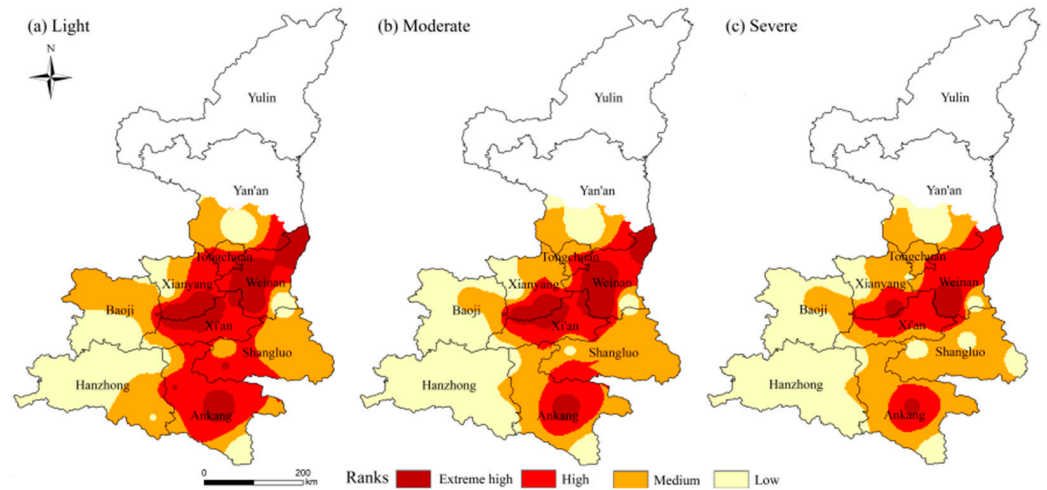 (a) Light
(b) Moderate
(c) Severe
N
Yulin
Yulin
Yulin
Yan'an
Yan'an
Yan'an
Tongchuan
Tongchuan
Tongchuan
Xianyang
Weinan
Xianyang
Weinan
Xianyang
Weinan
Baoji
Xi'an
Baoji
Xi'an
Baoji
Xi'an
Shangluo
Shangluo
Shangluo
Hanzhong
Hanzhong
Hanzhong
Ankang
Ankang
Ankang
0 200
km
Ranks Extreme high High Medium Low